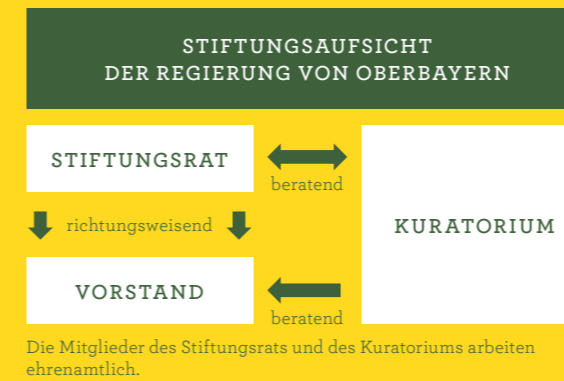 STIFTUNGSAUFSICHT
DER REGIERUNG VON OBERBAYERN
STIFTUNGSRAT
beratend
KURATORIUM
richtungsweisend
VORSTAND
beratend
Die Mitglieder des Stiftungsrats und des Kuratoriums arbeiten
ehrenamtlich.